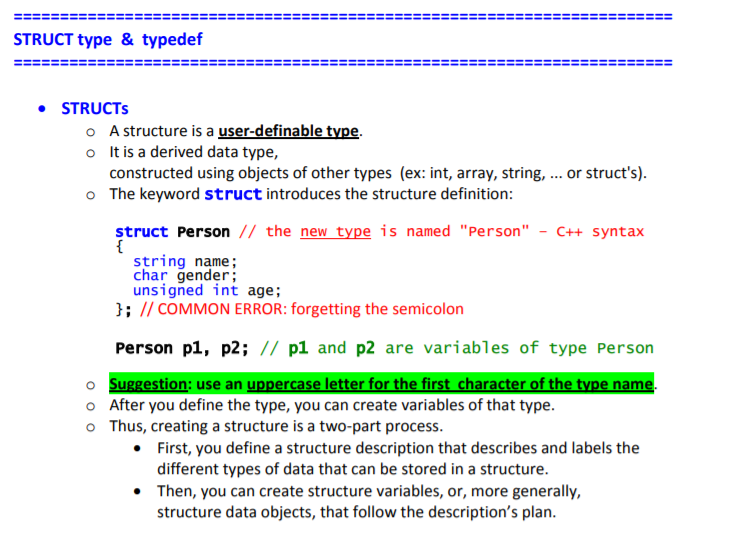 =======================================================================
STRUCT type & typedef
=======================================================================
• STRUCTs
o A structure is a user-definable type.
o It is a derived data type,
constructed using objects of other types (ex: int, array, string, ... or struct's).
o The keyword struct introduces the structure definition:
struct Person // the new type is named "Person" – C++ syntax
{
string name;
char gender;
unsigned int age;
}; // COMMON ERROR: forgetting the semicolon
Person p1, p2; // p1 and p2 are variables of type Person
o Suggestion: use an uppercase letter for the first character of the type name.
o After you define the type, you can create variables of that type.
o Thus, creating a structure is a two-part process.
• First, you define a structure description that describes and labels the
different types of data that can be stored in a structure.
• Then, you can create structure variables, or, more generally,
structure data objects, that follow the description's plan.